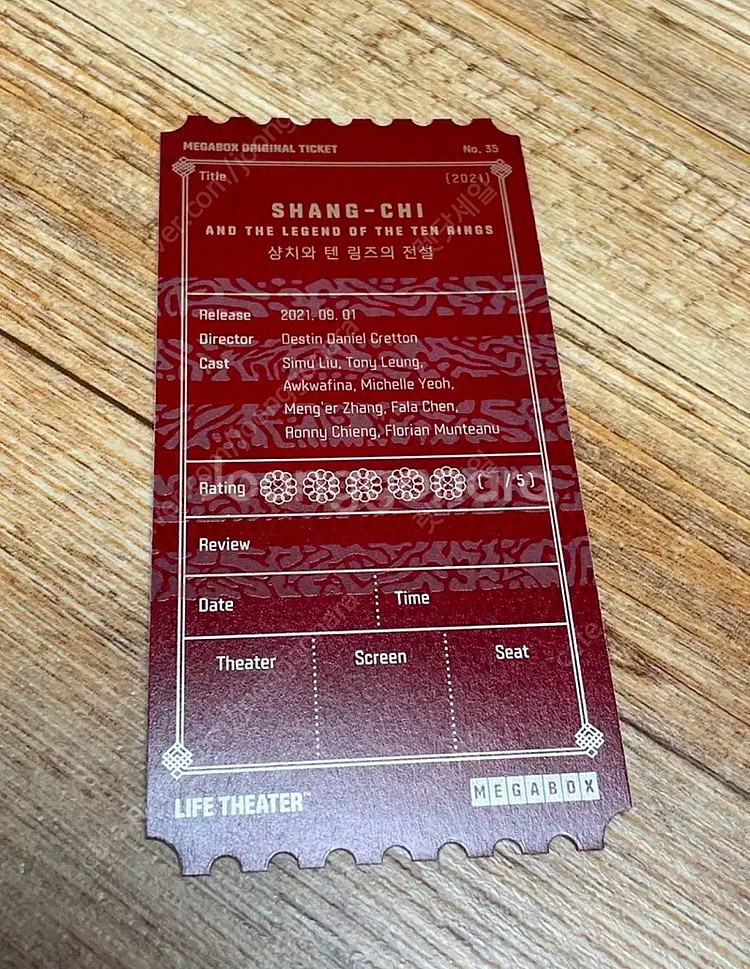 MEGABOX ORIGINAL TICKET
No. 35
Title
(2021)
SHANG-CHI
AND THE LEGEND OF THE TEN RINGS
샹치와 텐 링즈의 전설
Release 2021. 09. 01
Director Destin Daniel Cretton
Cast Simu Liu, Tony Leung,
Awkwafina, Michelle Yeoh,
Meng'er Zhang, Fala Chen,
Ronny Chieng, Florian Munteanu
Rating ( /5)
Review
Date Time
Theater Screen Seat
LIFE THEATER™
MEGABOX